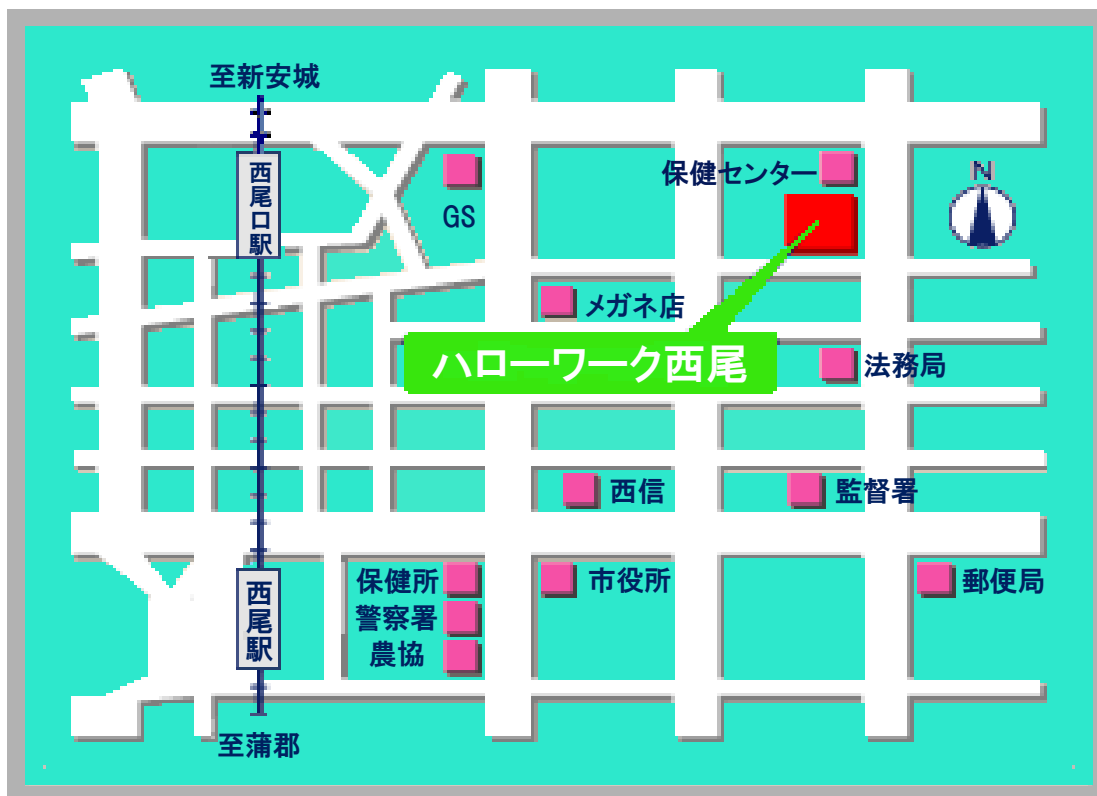 至新安城
西尾口駅
保健センター
N
GS
メガネ店
ハローワーク西尾
法務局
西信
監督署
西尾駅
保健所
市役所
郵便局
警察署
農協
至蒲郡